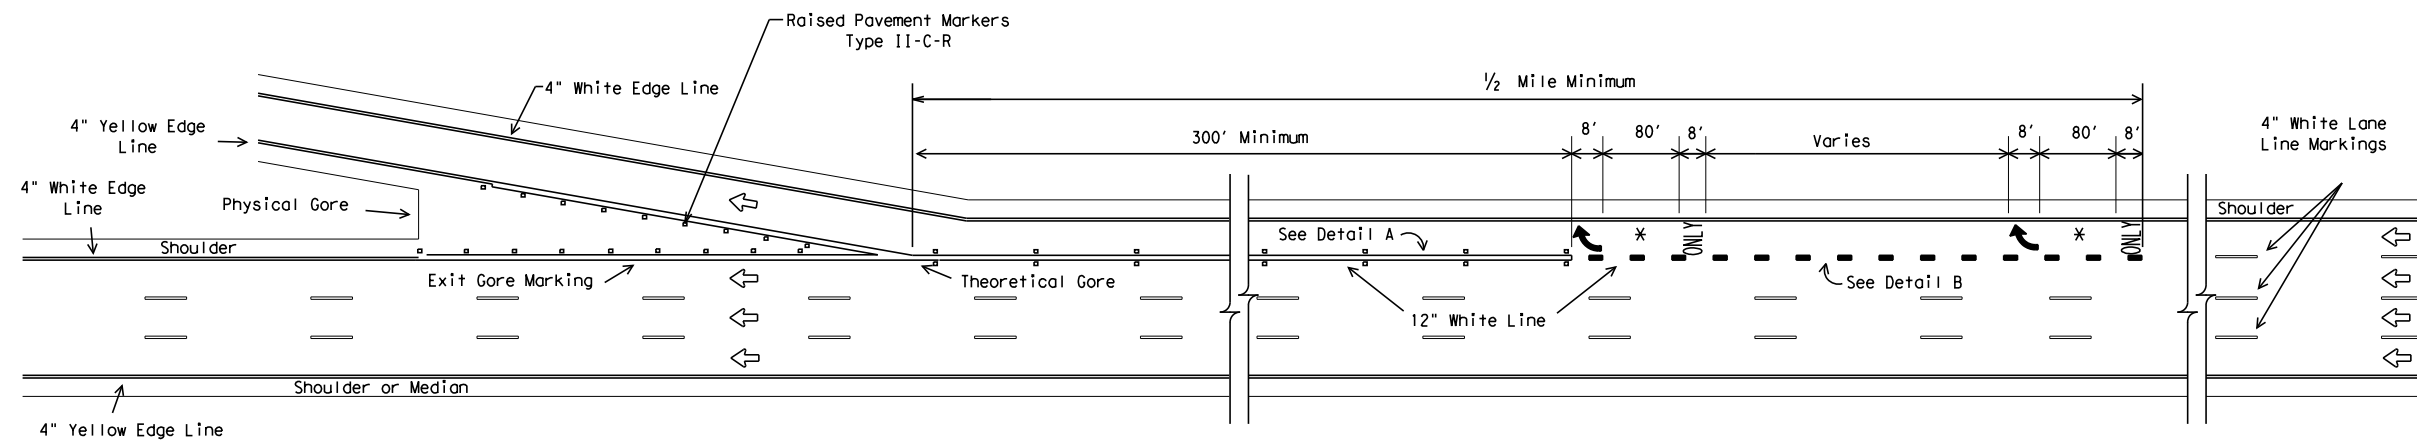 Raised Pavement Markers
Type II-C-R
4" White Edge Line
½ Mile Minimum
4" Yellow Edge
Line
300' Minimum
8'
80'
8'
Varies
8'
80'
8'
4" White Lane
Line Markings
4" White Edge
Line
Physical Gore
Shoulder
Shoulder
See Detail A
*
ONLY
*
ONLY
Exit Gore Marking
Theoretical Gore
See Detail B
12" White Line
Shoulder or Median
4" Yellow Edge Line